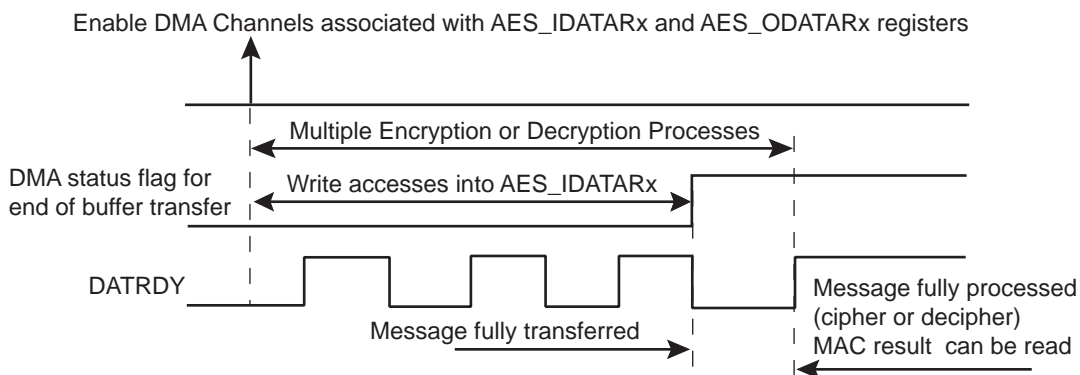 Enable DMA Channels associated with AES_IDATARx and AES_ODATARx registers
Multiple Encryption or Decryption Processes
DMA status flag for
end of buffer transfer
Write accesses into AES_IDATARx
DATRDY
Message fully transferred
Message fully processed
(cipher or decipher)
MAC result can be read